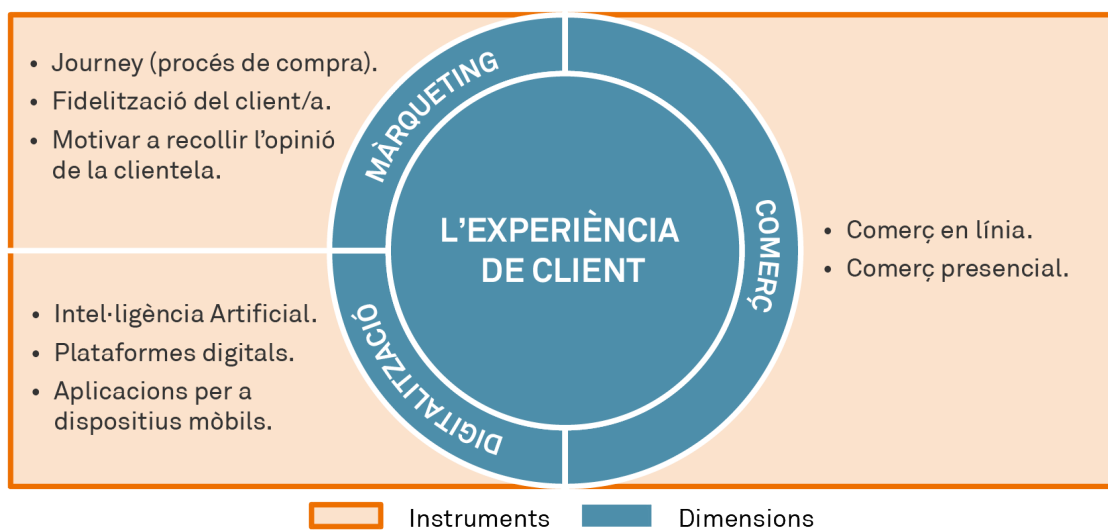 • Journey (procés de compra).
• Fidelització del client/a.
• Motivar a recollir l’opinió
de la clientela.
MÀRQUETING
L’EXPERIÈNCIA
DE CLIENT
COMERÇ
• Comerç en línia.
• Comerç presencial.
• Intel·ligència Artificial.
• Plataformes digitals.
• Aplicacions per a
dispositius mòbils.
DIGITALITZACIÓ
Instruments
Dimensions